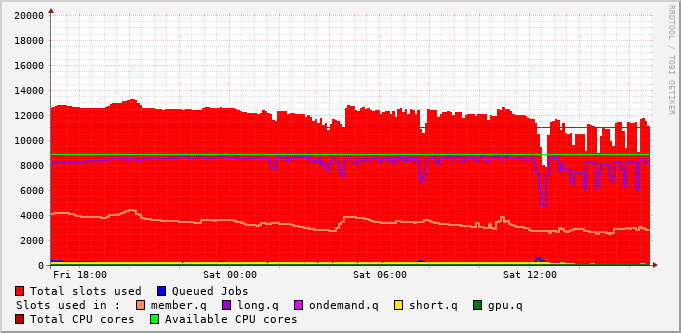 RRDTOOL / TOBI OETIKER
20000
18000
16000
14000
12000
10000
8000
6000
4000
2000
0
Fri 18:00 Sat 00:00 Sat 06:00 Sat 12:00
Total slots used Queued Jobs
Slots used in : member.q long.q ondemand.q short.q gpu.q
Total CPU cores Available CPU cores